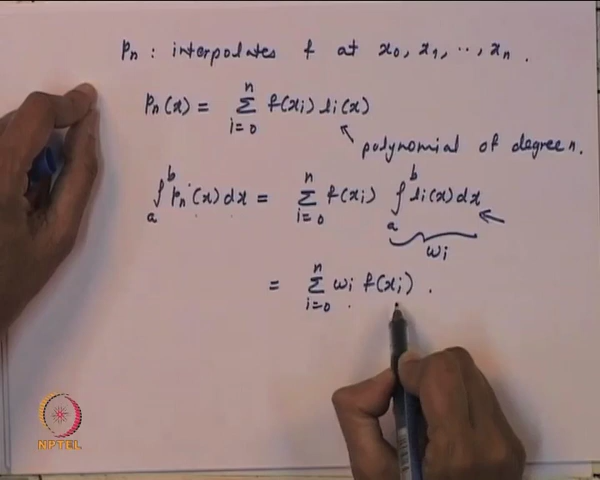 Pn : interpolates f at x₀, x₁, ..., xₙ .
Pn(x) = Σ_{i=0}^{n} f(xi) li(x)
polynomial of degree n.
∫_a^b Pn(x) dx = Σ_{i=0}^{n} f(xi) ∫_a^b li(x) dx
wi
= Σ_{i=0}^{n} wi f(xi) .
NPTEL